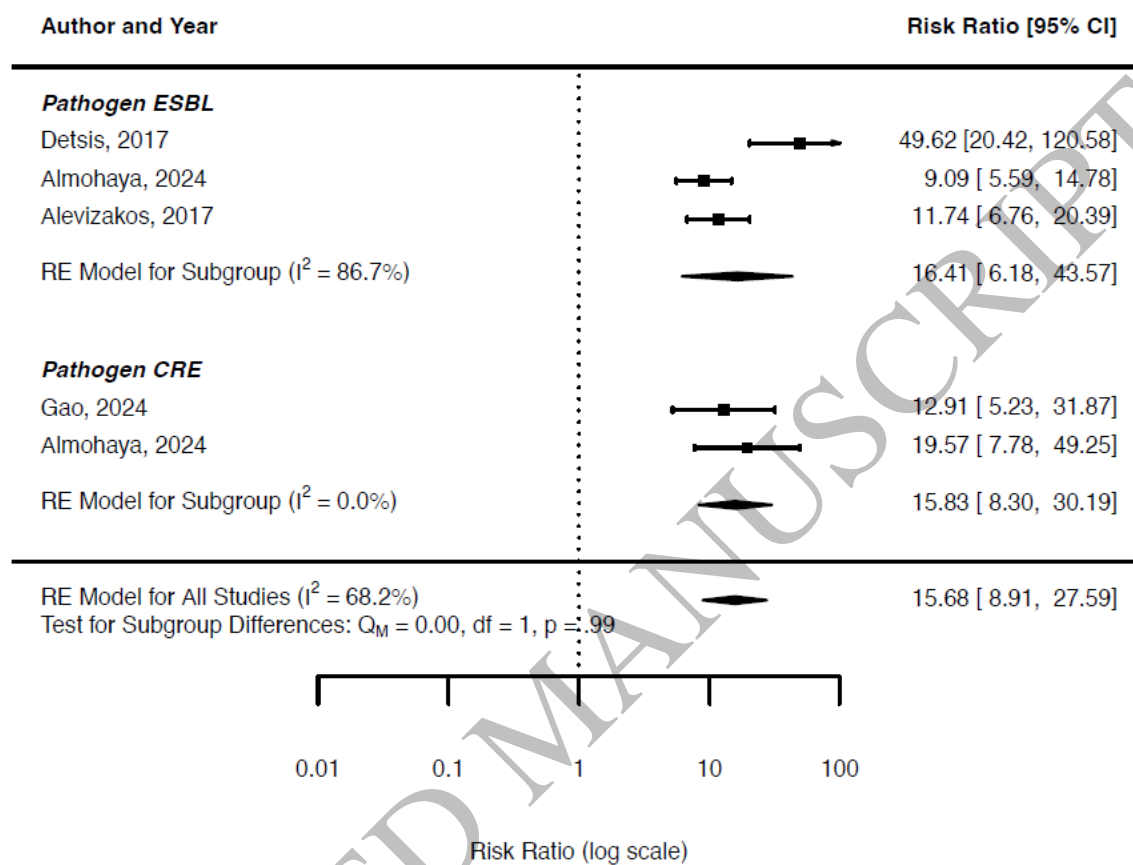 Author and Year Risk Ratio [95% CI]
Pathogen ESBL
Detsis, 2017 49.62 [20.42, 120.58]
Almohaya, 2024 9.09 [ 5.59, 14.78]
Alevizakos, 2017 11.74 [ 6.76, 20.39]
RE Model for Subgroup (I² = 86.7%) 16.41 [ 6.18, 43.57]
Pathogen CRE
Gao, 2024 12.91 [ 5.23, 31.87]
Almohaya, 2024 19.57 [ 7.78, 49.25]
RE Model for Subgroup (I² = 0.0%) 15.83 [ 8.30, 30.19]
RE Model for All Studies (I² = 68.2%) 15.68 [ 8.91, 27.59]
Test for Subgroup Differences: Q_M = 0.00, df = 1, p = .99
0.01 0.1 1 10 100
Risk Ratio (log scale)
MANUSCRIPT